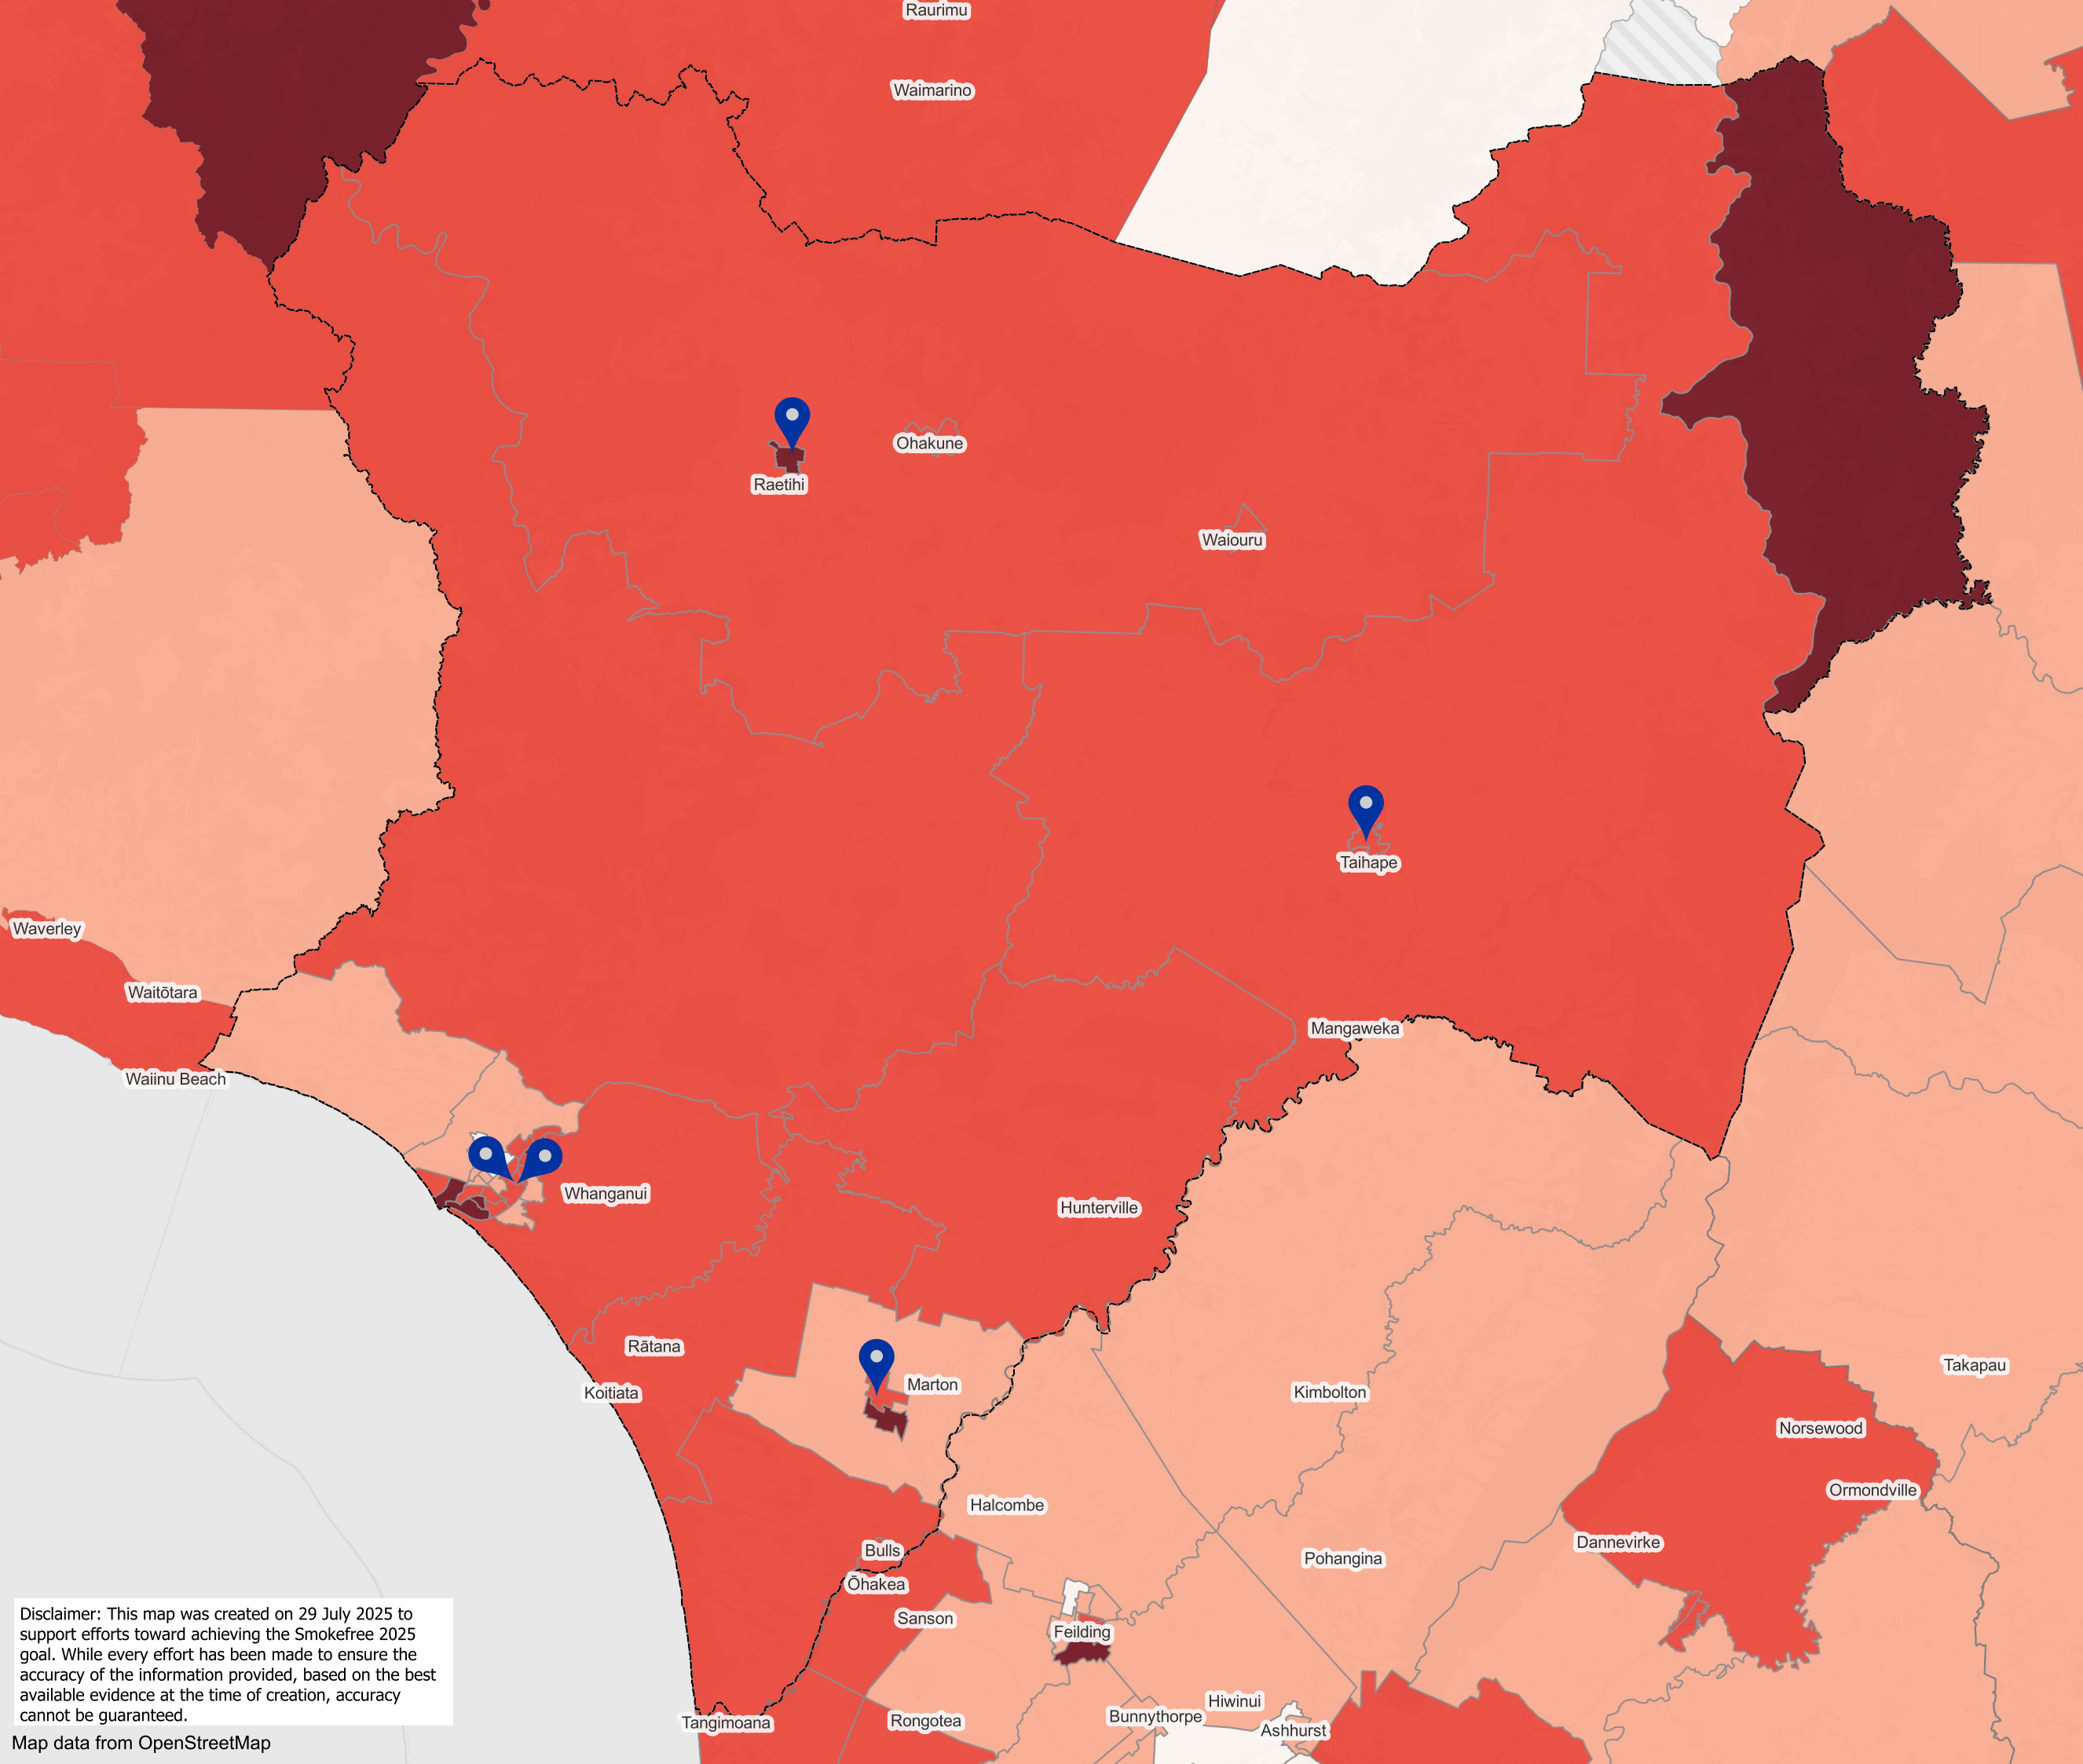 Raurimu
Waimarino
Ohakune
Raetihi
Waiouru
Taihape
Waverley
Waitōtara
Mangaweka
Waiinu Beach
Whanganui
Hunterville
Rātana
Takapau
Marton
Kimbolton
Koitiata
Norsewood
Ormondville
Halcombe
Dannevirke
Bulls
Pohangina
Ōhakea
Sanson
Feilding
Hiwinui
Bunnythorpe
Rongotea
Tangimoana
Ashhurst
Disclaimer: This map was created on 29 July 2025 to
support efforts toward achieving the Smokefree 2025
goal. While every effort has been made to ensure the
accuracy of the information provided, based on the best
available evidence at the time of creation, accuracy
cannot be guaranteed.
Map data from OpenStreetMap